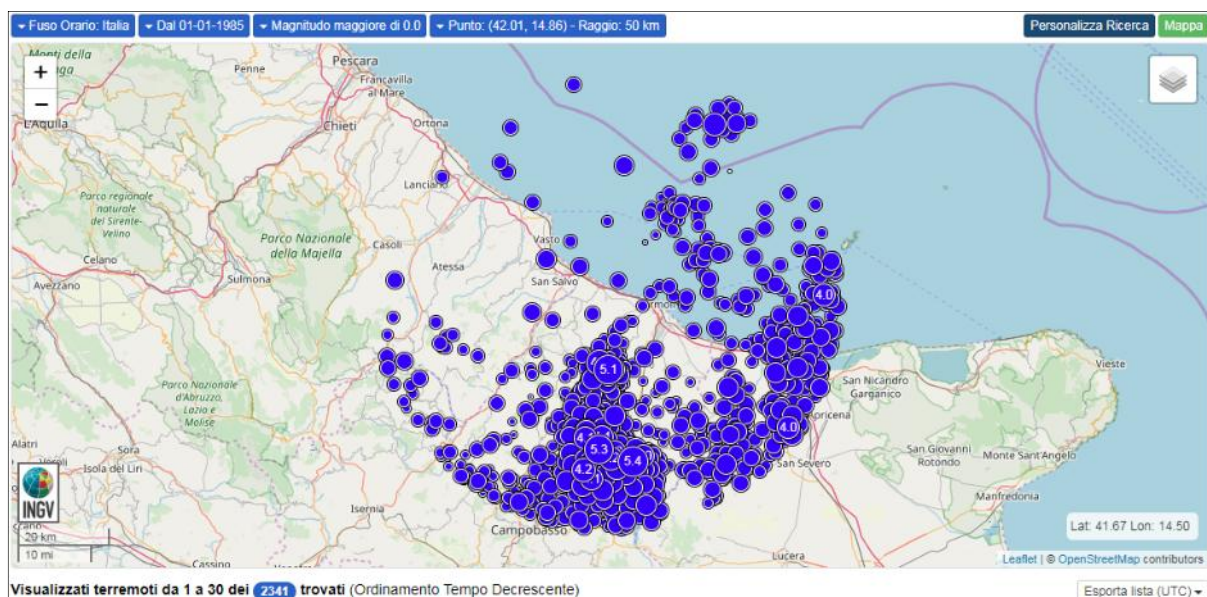 Fuso Orario: Italia Dal 01-01-1985 Magnitudo maggiore di 0.0 Punto: (42.01, 14.86) - Raggio: 50 km Personalizza Ricerca Mappa
Monti della
Pescara
Penne
Francavilla
al Mare
+
−
L'Aquila
Chieti
Ortona
Parco regionale
naturale
del Sirente-
Velino
Lanciano
Celano
Parco Nazionale
della Majella
Casoli
Vasto
Avezzano
Sulmona
Atessa
San Salvo
4.0
5.1
Vieste
San Nicandro
Garganico
Parco Nazionale
d'Abruzzo,
Lazio e
Molise
4.0
Alatri
Sora
5.3
5.4
San Giovanni
Rotondo
Monte Sant'Angelo
Isola del Liri
4.2
San Severo
INGV
Isernia
Manfredonia
20 km
Campobasso
Lat: 41.67 Lon: 14.50
10 mi
Cassino
Lucera
Leaflet | © OpenStreetMap contributors
Visualizzati terremoti da 1 a 30 dei 2341 trovati (Ordinamento Tempo Decrescente) Esporta lista (UTC)